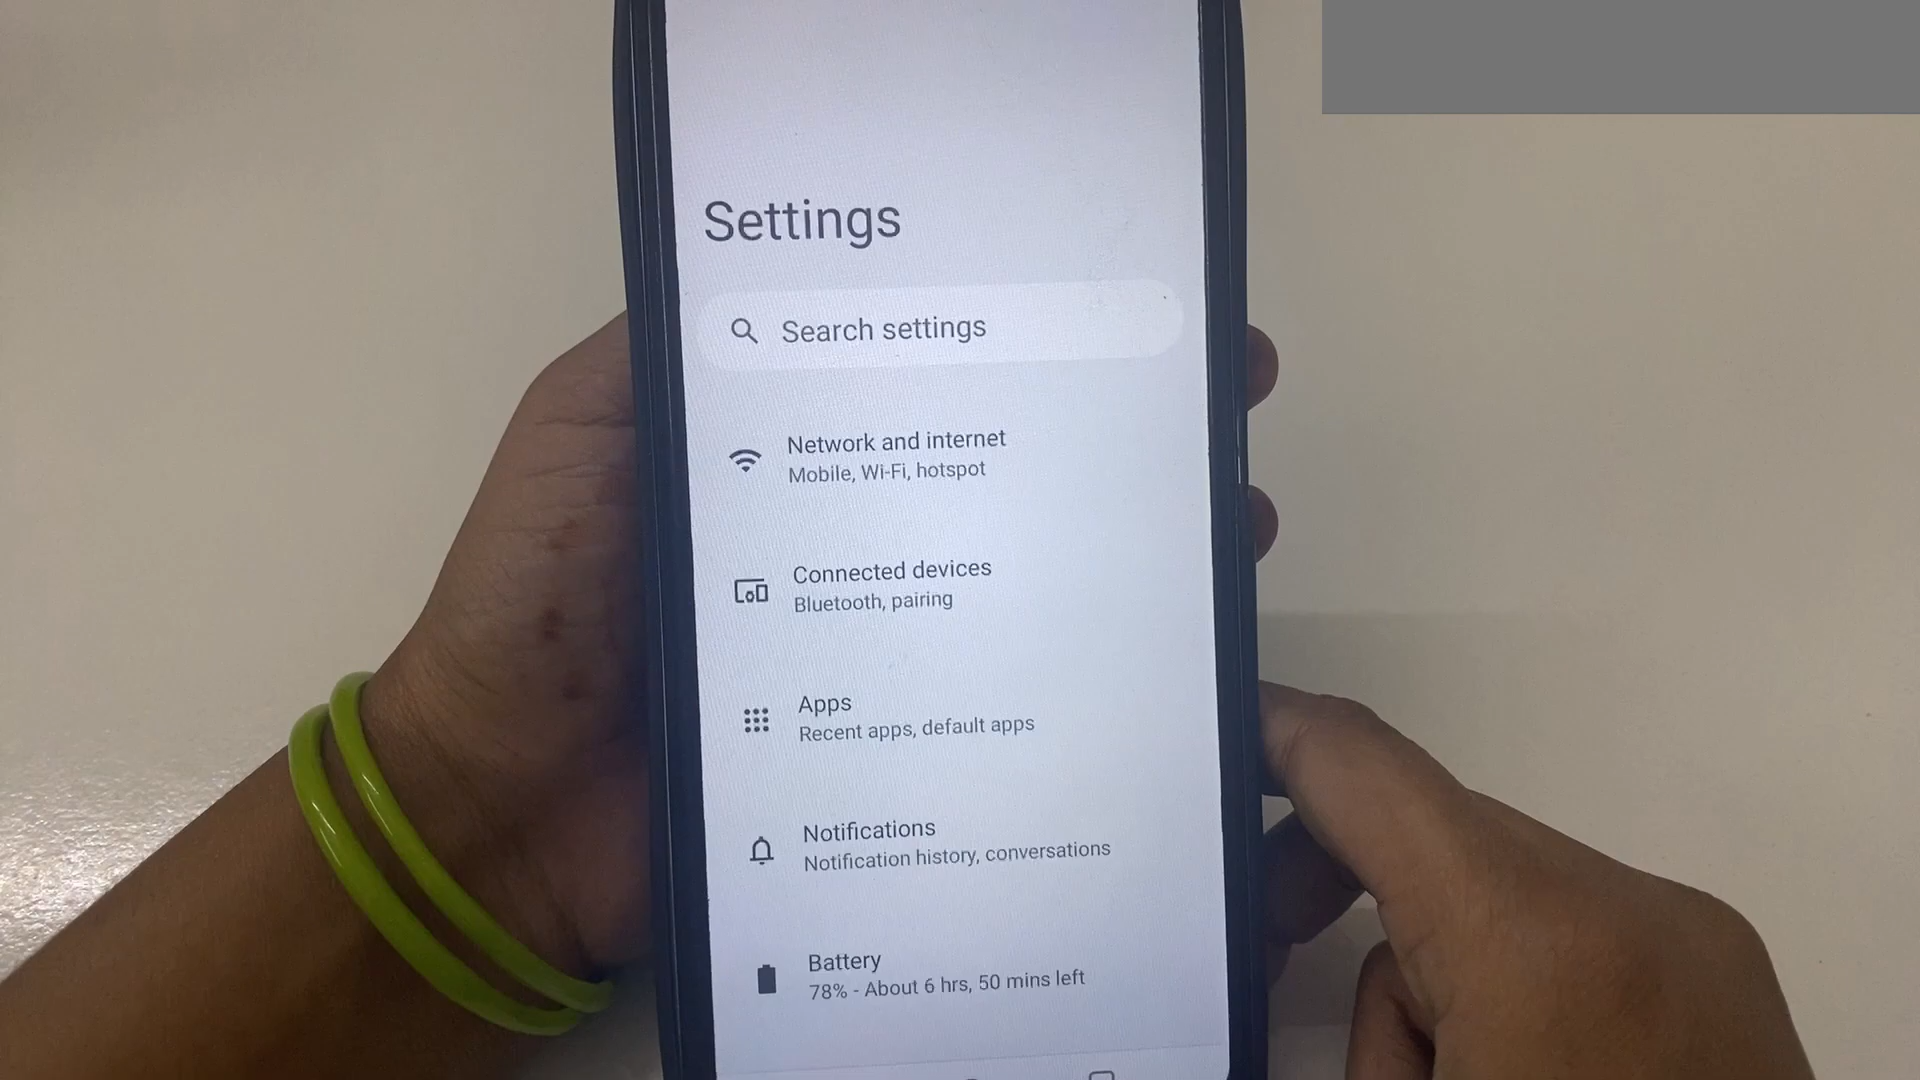 Settings
Search settings
Network and internet
Mobile, Wi-Fi, hotspot
Connected devices
Bluetooth, pairing
Apps
Recent apps, default apps
Notifications
Notification history, conversations
Battery
78% - About 6 hrs, 50 mins left